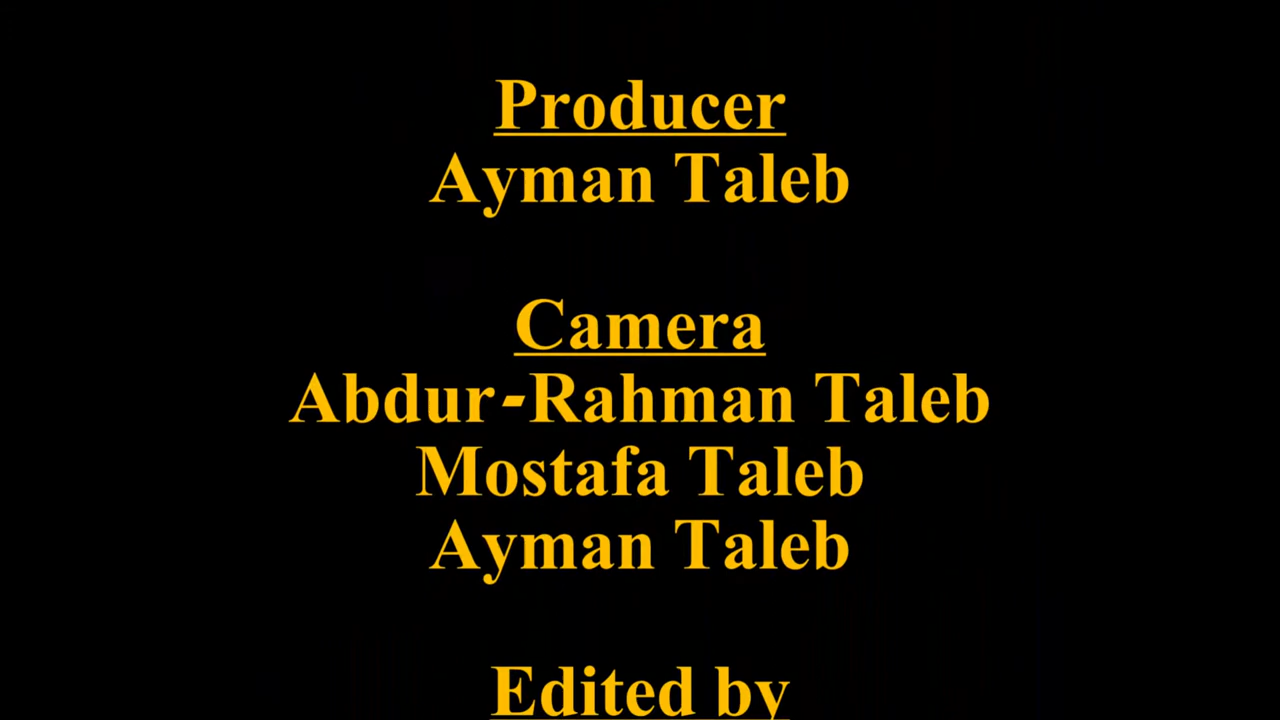 Producer
Ayman Taleb
Camera
Abdur-Rahman Taleb
Mostafa Taleb
Ayman Taleb
Edited by